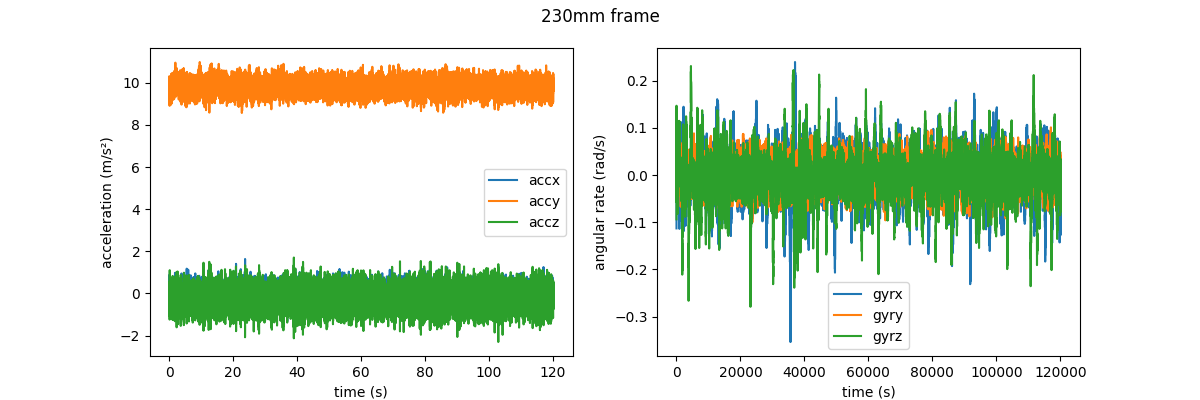 230mm frame
acceleration (m/s²)
10
8
6
4
2
0
−2
accx
accy
accz
0 20 40 60 80 100 120
time (s)
angular rate (rad/s)
0.2
0.1
0.0
−0.1
−0.2
−0.3
gyrx
gyry
gyrz
0 20000 40000 60000 80000 100000 120000
time (s)